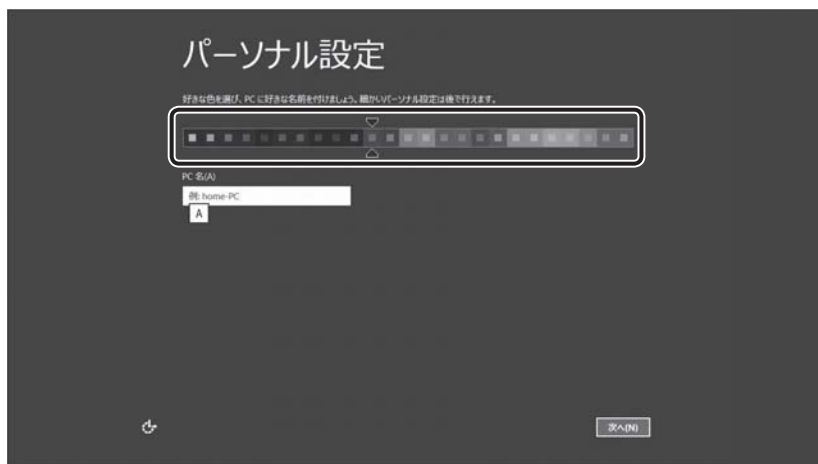 パーソナル設定
好きな色を選び、PC に好きな名前を付けましょう。細かいパーソナル設定は後で行えます。
PC 名(A)
例: home-PC
A
次へ(N)